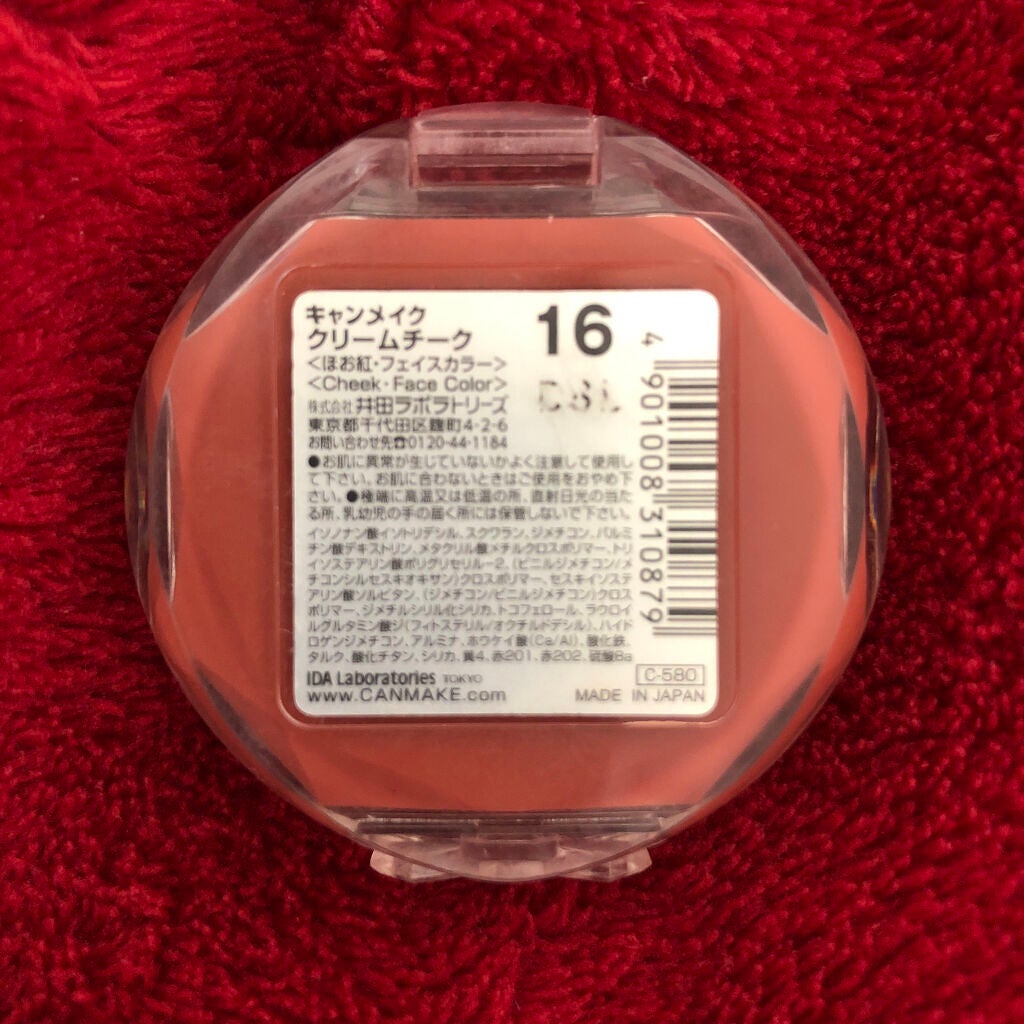 キャンメイク
クリームチーク
<ほお紅・フェイスカラー>
<Cheek・Face Color>
株式会社 井田ラボラトリーズ
東京都千代田区麹町4-2-6
お問い合わせ先☎0120-44-1184
16
●お肌に異常が生じていないかよく注意して使用し
て下さい。お肌に合わないときはご使用をおやめ下
さい。●極端に高温又は低温の所、直射日光の当た
る所、乳幼児の手の届く所には保管しないで下さい。
イソノナン酸イソトリデシル、スクワラン、ジメチコン、パルミ
チン酸デキストリン、メタクリル酸メチルクロスポリマー、トリ
イソステアリン酸ポリグリセリル-2、(ビニルジメチコン/メ
チコンシルセスキオキサン)クロスポリマー、セスキイソステ
アリン酸ソルビタン、(ジメチコン/ビニルジメチコン)クロス
ポリマー、ジメチルシリル化シリカ、トコフェロール、ラウロイ
ルグルタミン酸ジ(フィトステリル/オクチルドデシル)、ハイド
ロゲンジメチコン、アルミナ、ホウケイ酸(Ca/Al)、酸化鉄、
タルク、酸化チタン、シリカ、黄4、赤201、赤202、硫酸Ba
IDA Laboratories TOKYO
www.CANMAKE.com
C-580
MADE IN JAPAN
4 901008 310879